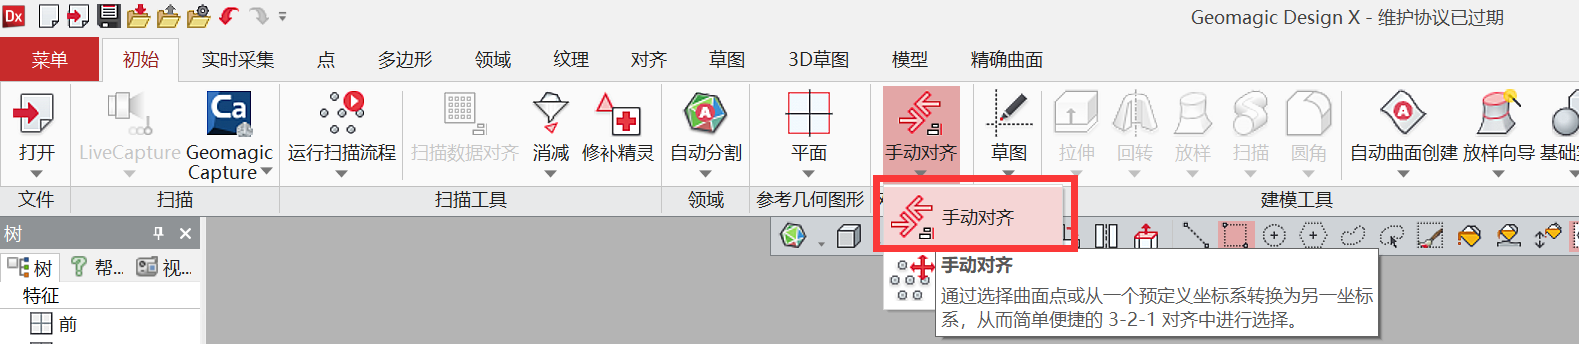 Dx
Geomagic Design X - 维护协议已过期
菜单 初始 实时采集 点 多边形 领域 纹理 对齐 草图 3D草图 模型 精确曲面
打开 LiveCapture Geomagic Capture 运行扫描流程 扫描数据对齐 消减 修补精灵 自动分割 平面 手动对齐 草图 拉伸 回转 放样 扫描 圆角 自动曲面创建 放样向导 基础
文件 扫描 扫描工具 领域 参考几何图形 建模工具
树
手动对齐
树 帮... 视...
手动对齐
特征
通过选择曲面点或从一个预定义坐标系转换为另一坐标
系，从而简单便捷的 3-2-1 对齐中进行选择。
前